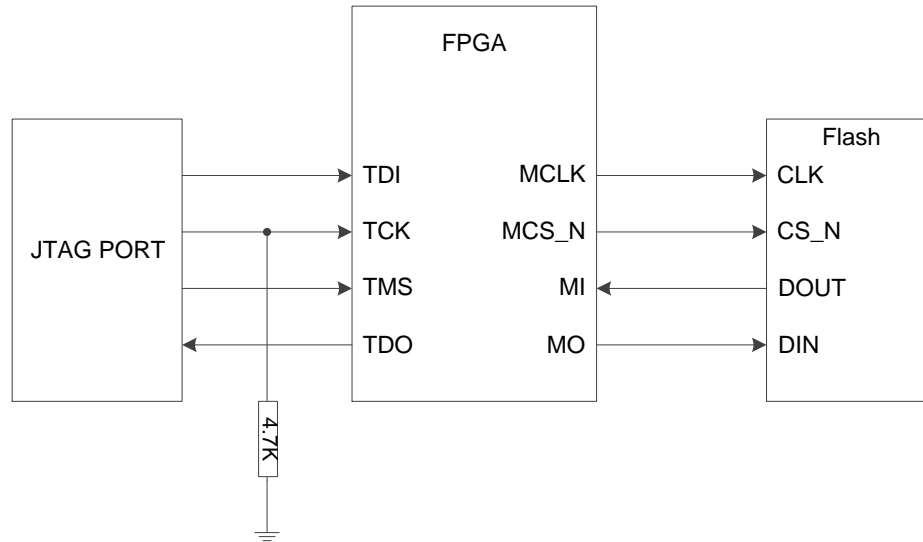 FPGA
Flash
JTAG PORT
TDI
TCK
TMS
TDO
MCLK
MCS_N
MI
MO
CLK
CS_N
DOUT
DIN
4.7K